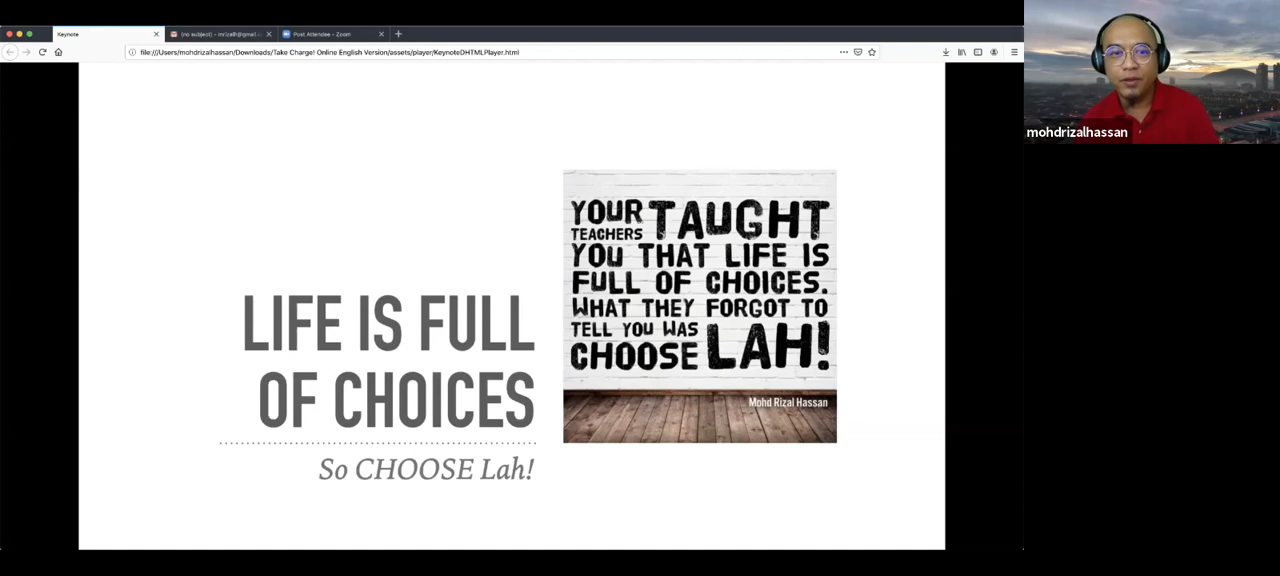 Keynote
(no subject) - mrizalh@gmail.c
Post Attendee - Zoom
file:///Users/mohdrizalhassan/Downloads/Take Charge! Online English Version/assets/player/KeynoteDHTMLPlayer.html
mohdrizalhassan
LIFE IS FULL
OF CHOICES
So CHOOSE Lah!
YOUR TEACHERS TAUGHT
YOU THAT LIFE IS
FULL OF CHOICES.
WHAT THEY FORGOT TO
TELL YOU WAS
CHOOSE LAH!
Mohd Rizal Hassan